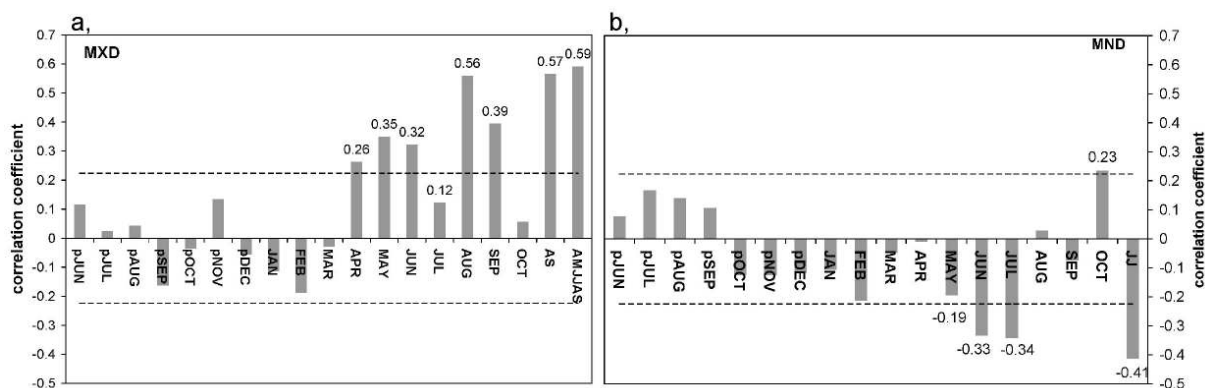 a,
MXD
correlation coefficient
0.7
0.6
0.5
0.4
0.3
0.2
0.1
0
-0.1
-0.2
-0.3
-0.4
-0.5
0.26
0.35
0.32
0.12
0.56
0.39
0.57
0.59
pJUN
pJUL
pAUG
pSEP
pOCT
pNOV
pDEC
JAN
FEB
MAR
APR
MAY
JUN
JUL
AUG
SEP
OCT
AS
AMJJAS
b,
MND
0.23
pJUN
pJUL
pAUG
pSEP
pOCT
pNOV
pDEC
JAN
FEB
MAR
APR
MAY
JUN
JUL
AUG
SEP
OCT
JJ
-0.19
-0.33
-0.34
-0.41
0.7
0.6
0.5
0.4
0.3
0.2
0.1
0
-0.1
-0.2
-0.3
-0.4
-0.5
correlation coefficient